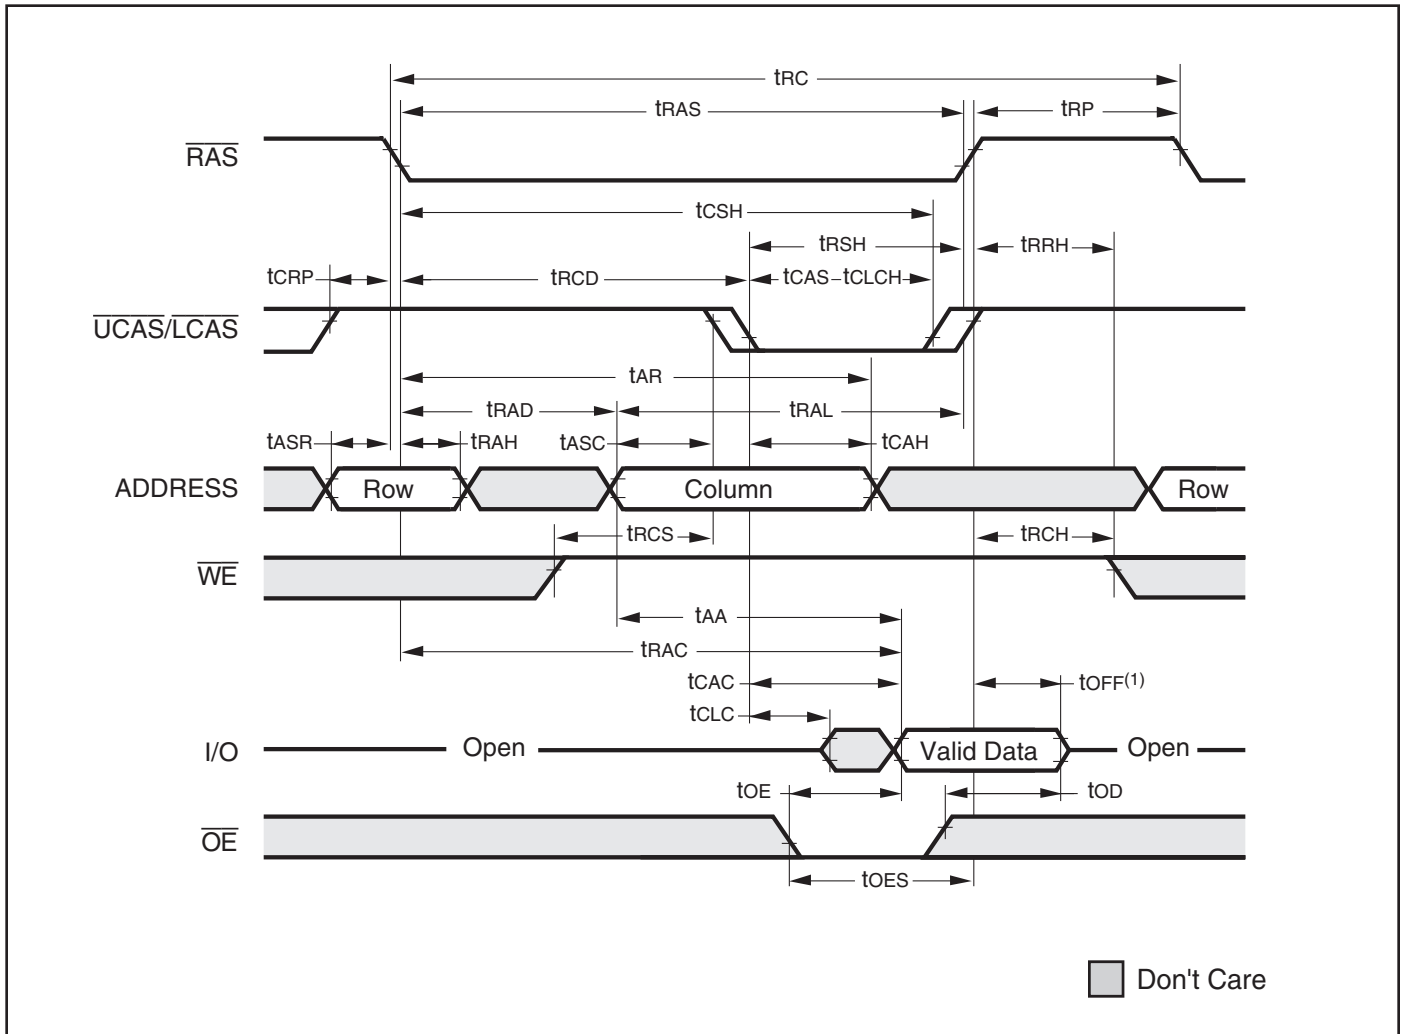 tRC
tRAS
tRP
RAS
tCSH
tRSH
tRRH
tCRP
tRCD
tCAS
tCLCH
UCAS/LCAS
tAR
tRAD
tRAL
tASR
tRAH
tASC
tCAH
ADDRESS
Row
Column
Row
tRCS
tRCH
WE
tAA
tRAC
tCAC
tOFF(1)
tCLC
I/O
Open
Valid Data
Open
tOE
tOD
OE
tOES
Don't Care